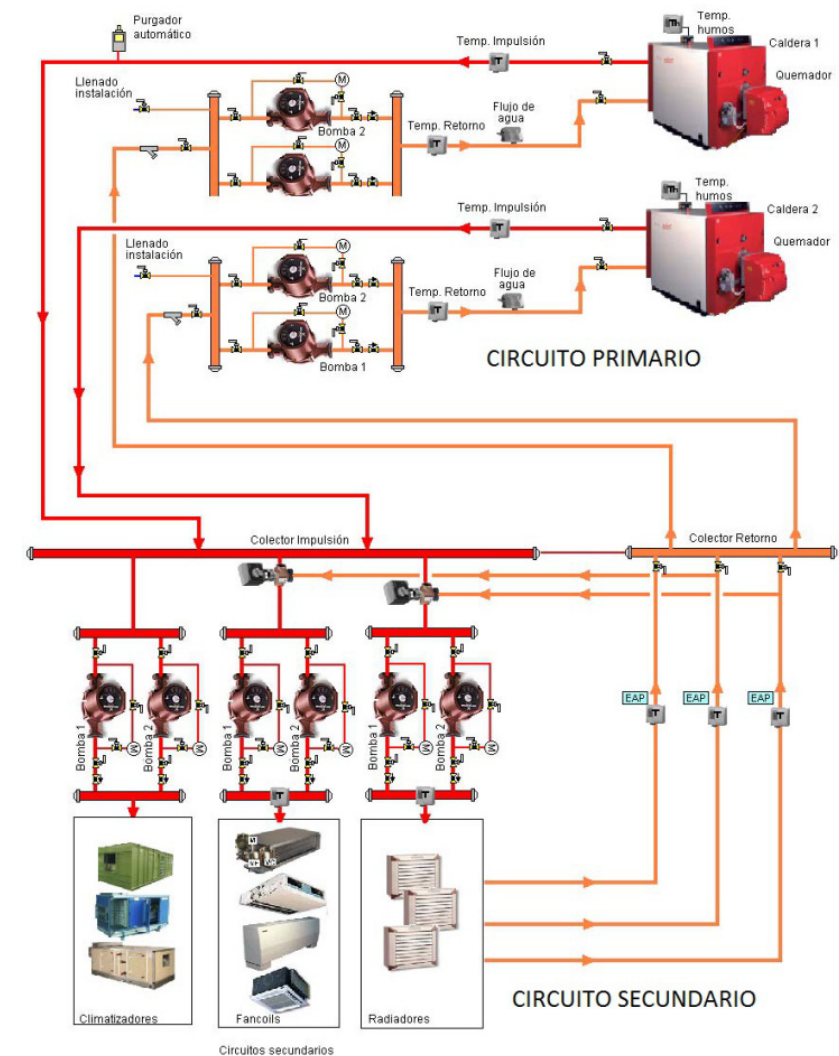 Purgador
automático
Temp. Impulsión
Temp.
humos
Caldera 1
Quemador
Llenado
instalación
M
Bomba 2
M
Temp. Retorno
Flujo de
agua
Temp.
humos
Caldera 2
Quemador
Temp. Impulsión
Llenado
instalación
M
Bomba 2
M
Bomba 1
Temp. Retorno
Flujo de
agua
CIRCUITO PRIMARIO
Colector Impulsión
Colector Retorno
Bomba 1
Bomba 2
M
Bomba 1
Bomba 2
M
Bomba 1
Bomba 2
M
EAP
EAP
EAP
Climatizadores
Fancoils
Radiadores
CIRCUITO SECUNDARIO
Circuitos secundarios